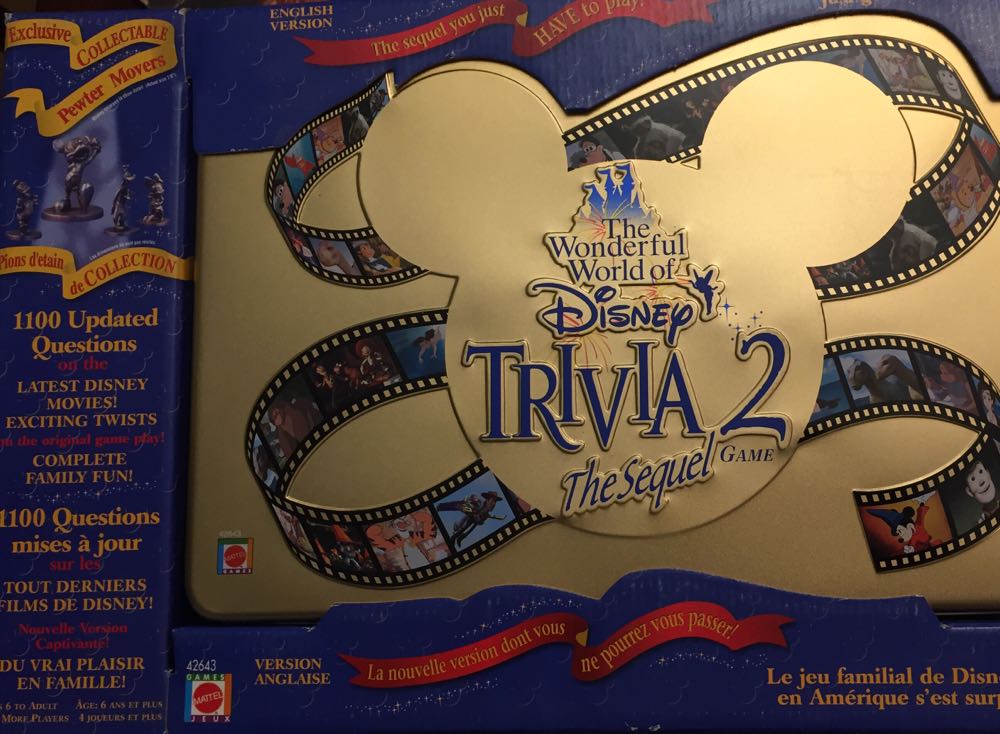 Exclusive
COLLECTABLE
Pewter Movers
Pions d'etain
de COLLECTION
1100 Updated
Questions
on the
LATEST DISNEY
MOVIES!
EXCITING TWISTS
on the original game play!
COMPLETE
FAMILY FUN!
1100 Questions
mises à jour
sur les
TOUT DERNIERS
FILMS DE DISNEY!
Nouvelle Version
Captivante!
DU VRAI PLAISIR
EN FAMILLE!
6 TO ADULT
MORE PLAYERS
ÂGE: 6 ANS ET PLUS
4 JOUEURS ET PLUS
ENGLISH
VERSION
The sequel you just
HAVE to play!
The
Wonderful
World of
DISNEY
TRIVIA 2
The Sequel GAME
42643
MATTEL
GAMES
42643
GAMES
MATTEL
JEUX
VERSION
ANGLAISE
La nouvelle version dont vous
ne pourrez vous passer!
Le jeu familial de Disn
en Amérique s'est surp